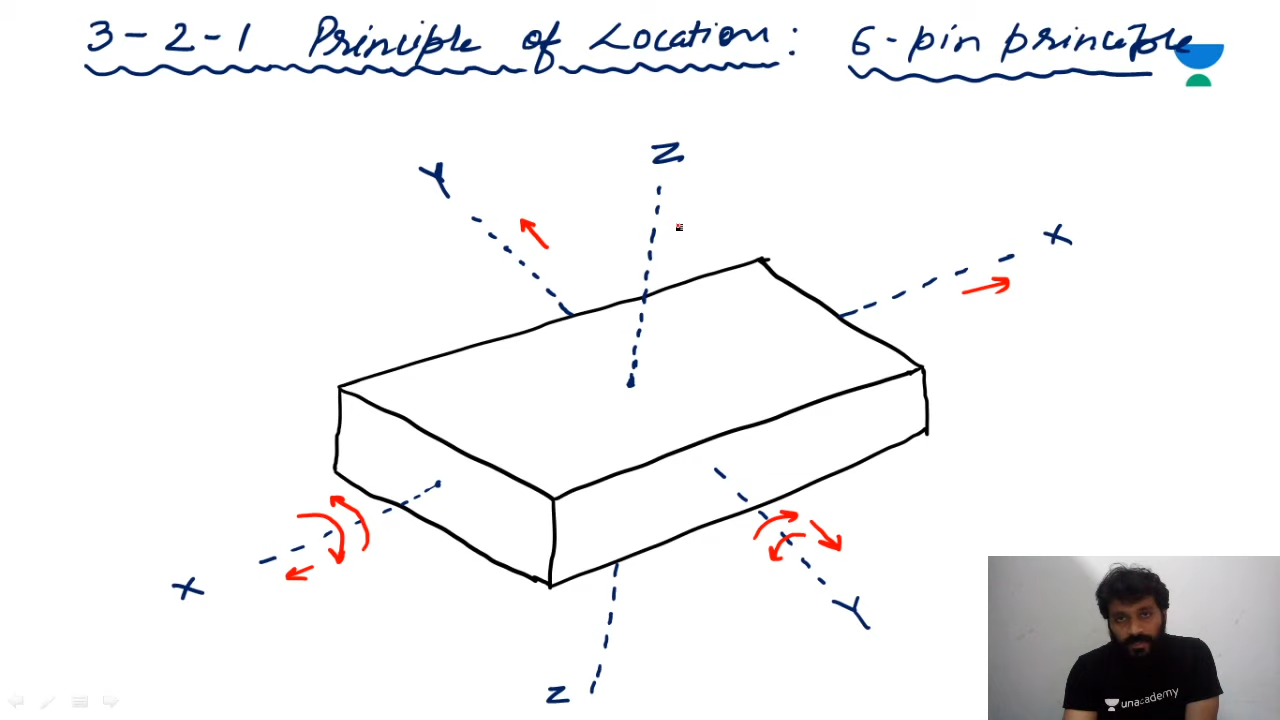 3-2-1 Principle of Location: 6-pin principle
Z
Y
X
X
Y
Z
unacademy